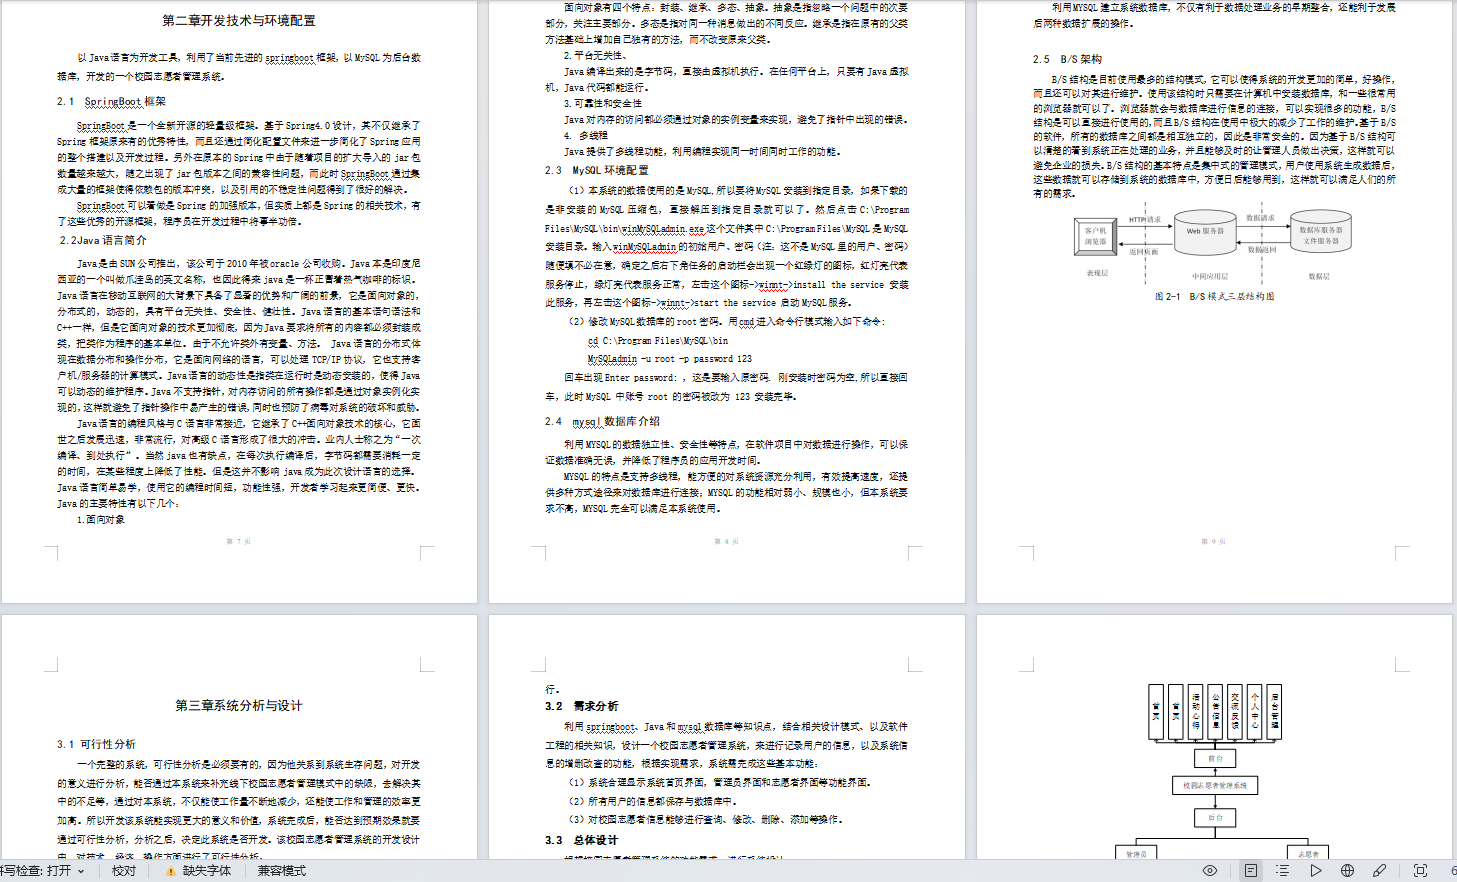 第二章开发技术与环境配置
以 Java 语言为开发工具，利用了当前先进的 springboot 框架，以 MySQL 为后台数
据库，开发的一个校园志愿者管理系统。
2.1 SpringBoot 框架
SpringBoot 是一个全新开源的轻量级框架。基于 Spring4.0 设计，其不仅继承了
Spring 框架原来有的优秀特性，而且还通过简化配置文件来进一步简化了 Spring 应用
的整个搭建以及开发过程。另外在原本的 Spring 中由于随着项目的扩大导入的 jar 包
数量越来越大，随之出现了 jar 包版本之间的兼容性问题，而此时 SpringBoot 通过集
成大量的框架使得依赖包的版本冲突，以及引用的不稳定性问题得到了很好的解决。
SpringBoot 可以看做是 Spring 的加强版本，但实质上都是 Spring 的相关技术，有
了这些优秀的开源框架，程序员在开发过程中将事半功倍。
2.2Java 语言简介
Java 是由 SUN 公司推出，该公司于 2010 年被 oracle 公司收购。Java 本是印度尼
西亚的一个叫做爪洼岛的英文名称，也因此得来 java 是一杯正冒着热气咖啡的标识。
Java 语言在移动互联网的大背景下具备了显著的优势和广阔的前景，它是面向对象的，
分布式的，动态的，具有平台无关性、安全性、健壮性。Java 语言的基本语句语法和
C++一样，但是它面向对象的技术更加彻底，因为 Java 要求将所有的内容都必须封装成
类，把类作为程序的基本单位。由于不允许类外有变量、方法。 Java 语言的分布式体
现在数据分布和操作分布，它是面向网络的语言，可以处理 TCP/IP 协议，它也支持客
户机/服务器的计算模式。Java 语言的动态性是指类在运行时是动态安装的，使得 Java
可以动态的维护程序。Java 不支持指针，对内存访问的所有操作都是通过对象实例化实
现的，这样就避免了指针操作中易产生的错误，同时也预防了病毒对系统的破坏和威胁。
Java 语言的编程风格与 C 语言非常接近，它继承了 C++面向对象技术的核心，它面
世之后发展迅速，非常流行，对高级 C 语言形成了很大的冲击。业内人士称之为“一次
编译、到处执行”。当然 java 也有缺点，在每次执行编译后，字节码都需要消耗一定
的时间，在某些程度上降低了性能。但是这并不影响 java 成为此次设计语言的选择。
Java 语言简单易学，使用它的编程时间短，功能性强，开发者学习起来更简便、更快。
Java 的主要特性有以下几个：
1.面向对象
第 7 页
面向对象有四个特点：封装、继承、多态、抽象。抽象是指忽略一个问题中的次要
部分，关注主要部分。多态是指对同一种消息做出的不同反应。继承是指在原有的父类
方法基础上增加自己独有的方法，而不改变原来父类。
2.平台无关性、
Java 编译出来的是字节码，直接由虚拟机执行。在任何平台上，只要有 Java 虚拟
机，Java 代码都能运行。
3.可靠性和安全性
Java 对内存的访问都必须通过对象的实例变量来实现，避免了指针中出现的错误。
4. 多线程
Java 提供了多线程功能，利用编程实现同一时间同时工作的功能。
2.3 MySQL 环境配置
（1）本系统的数据使用的是 MySQL，所以要将 MySQL 安装到指定目录，如果下载的
是非安装的 MySQL 压缩包，直接解压到指定目录就可以了。然后点击 C:\Program
Files\MySQL\bin\winMySQLadmin.exe 这个文件其中 C:\Program Files\MySQL 是 MySQL
安装目录。输入 winMySQLadmin 的初始用户、密码（注：这不是 MySQL 里的用户、密码）
随便填不必在意，确定之后右下角任务的启动栏会出现一个红绿灯的图标，红灯亮代表
服务停止，绿灯亮代表服务正常，左击这个图标->winnt->install the service 安装
此服务，再左击这个图标->winnt->start the service 启动 MySQL 服务。
（2）修改 MySQL 数据库的 root 密码。用 cmd 进入命令行模式输入如下命令：
cd C:\Program Files\MySQL\bin
MySQLadmin -u root -p password 123
回车出现 Enter password: ，这是要输入原密码. 刚安装时密码为空，所以直接回
车，此时 MySQL 中账号 root 的密码被改为 123 安装完毕。
2.4 mysql 数据库介绍
利用 MYSQL 的数据独立性、安全性等特点，在软件项目中对数据进行操作，可以保
证数据准确无误，并降低了程序员的应用开发时间。
MYSQL 的特点是支持多线程，能方便的对系统资源充分利用，有效提高速度，还提
供多种方式途径来对数据库进行连接；MYSQL 的功能相对弱小、规模也小，但本系统要
求不高，MYSQL 完全可以满足本系统使用。
第 8 页
利用 MYSQL 建立系统数据库，不仅有利于数据处理业务的早期整合，还能利于发展
后两种数据扩展的操作。
2.5 B/S 架构
B/S 结构是目前使用最多的结构模式，它可以使得系统的开发更加的简单，好操作，
而且还可以对其进行维护。使用该结构时只需要在计算机中安装数据库，和一些很常用
的浏览器就可以了。浏览器就会与数据库进行信息的连接，可以实现很多的功能，B/S
结构是可以直接进行使用的，而且 B/S 结构在使用中极大的减少了工作的维护。基于 B/S
的软件，所有的数据库之间都是相互独立的，因此是非常安全的。因为基于 B/S 结构可
以清楚的看到系统正在处理的业务，并且能够及时的让管理人员做出决策，这样就可以
避免企业的损失。B/S 结构的基本特点是集中式的管理模式，用户使用系统生成数据后，
这些数据就可以存储到系统的数据库中，方便日后能够用到，这样就可以满足人们的所
有的需求。
HTTP 请求 数据请求
客户机
浏览器
Web 服务器
数据库服务器
文件服务器
返回页面 数据返回
表现层 中间应用层 数据层
图 2-1 B/S 模式三层结构图
第 9 页
第三章系统分析与设计
3.1 可行性分析
一个完整的系统，可行性分析是必须要有的，因为他关系到系统生存问题，对开发
的意义进行分析，能否通过本系统来补充线下校园志愿者管理模式中的缺限，去解决其
中的不足等，通过对本系统，不仅能使工作量不断地减少，还能使工作和管理的效率更
加高。所以开发该系统能实现更大的意义和价值，系统完成后，能否达到预期效果就要
通过可行性分析，分析之后，决定此系统是否开发。该校园志愿者管理系统的开发设计
中，对技术、经济、操作方面进行了可行性分析。
行。
3.2 需求分析
利用 springboot、Java 和 mysql 数据库等知识点，结合相关设计模式、以及软件
工程的相关知识，设计一个校园志愿者管理系统，来进行记录用户的信息，以及系统信
息的增删改查的功能，根据实现需求，系统需完成这些基本功能：
（1）系统合理显示系统首页界面，管理员界面和志愿者界面等功能界面。
（2）所有用户的信息都保存与数据库中。
（3）对校园志愿者信息能够进行查询、修改、删除、添加等操作。
3.3 总体设计
根据校园志愿者管理系统的功能需求，进行系统设计。
首页
首页
活动心得
公告信息
交流反馈
个人中心
后台管理
前台
校园志愿者管理系统
后台
管理员
志愿者
拼写检查: 打开 校对 缺失字体 兼容模式